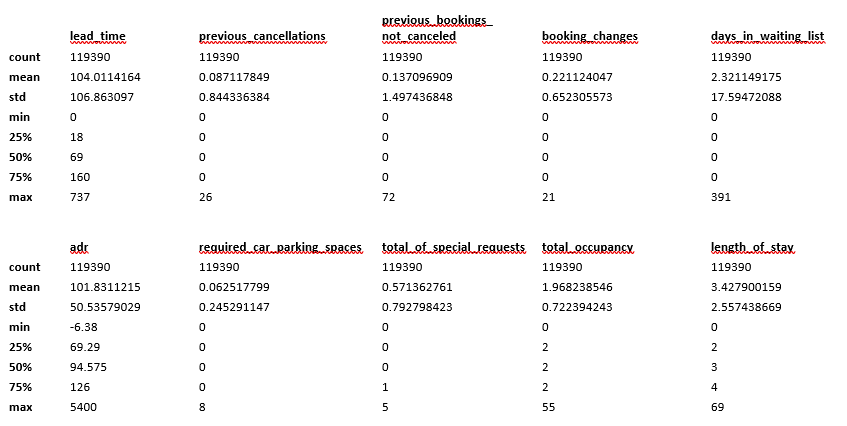 previous_bookings_
lead_time previous_cancellations not_canceled booking_changes days_in_waiting_list
count 119390 119390 119390 119390 119390
mean 104.0114164 0.087117849 0.137096909 0.221124047 2.321149175
std 106.863097 0.844336384 1.497436848 0.652305573 17.59472088
min 0 0 0 0 0
25% 18 0 0 0 0
50% 69 0 0 0 0
75% 160 0 0 0 0
max 737 26 72 21 391
adr required_car_parking_spaces total_of_special_requests total_occupancy length_of_stay
count 119390 119390 119390 119390 119390
mean 101.8311215 0.062517799 0.571362761 1.968238546 3.427900159
std 50.53579029 0.245291147 0.792798423 0.722394243 2.557438669
min -6.38 0 0 0 0
25% 69.29 0 0 2 2
50% 94.575 0 0 2 3
75% 126 0 1 2 4
max 5400 8 5 55 69